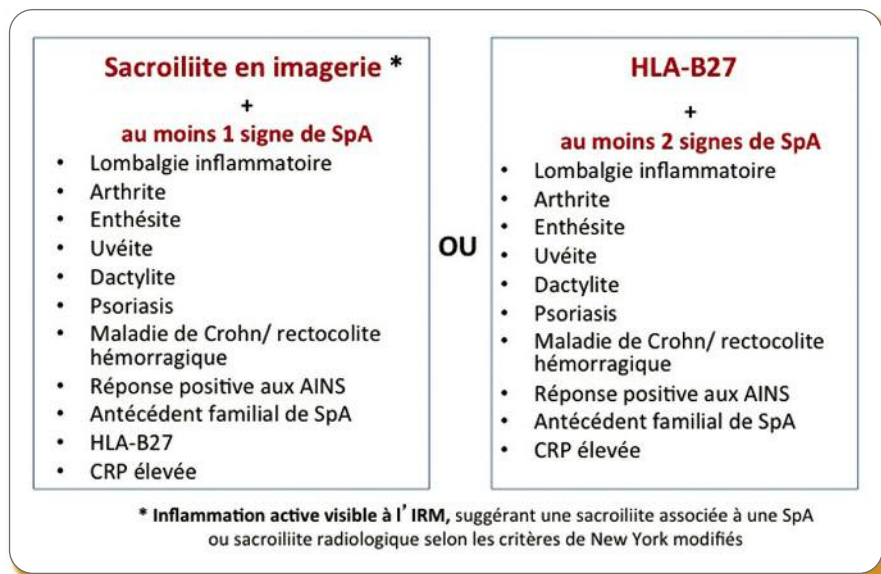 Sacroiliite en imagerie *
+
au moins 1 signe de SpA
• Lombalgie inflammatoire
• Arthrite
• Enthésite
• Uvéite
• Dactylite
• Psoriasis
• Maladie de Crohn/ rectocolite
hémorragique
• Réponse positive aux AINS
• Antécédent familial de SpA
• HLA-B27
• CRP élevée
OU
HLA-B27
+
au moins 2 signes de SpA
• Lombalgie inflammatoire
• Arthrite
• Enthésite
• Uvéite
• Dactylite
• Psoriasis
• Maladie de Crohn/ rectocolite
hémorragique
• Réponse positive aux AINS
• Antécédent familial de SpA
• CRP élevée
* Inflammation active visible à l' IRM, suggérant une sacroiliite associée à une SpA
ou sacroiliite radiologique selon les critères de New York modifiés